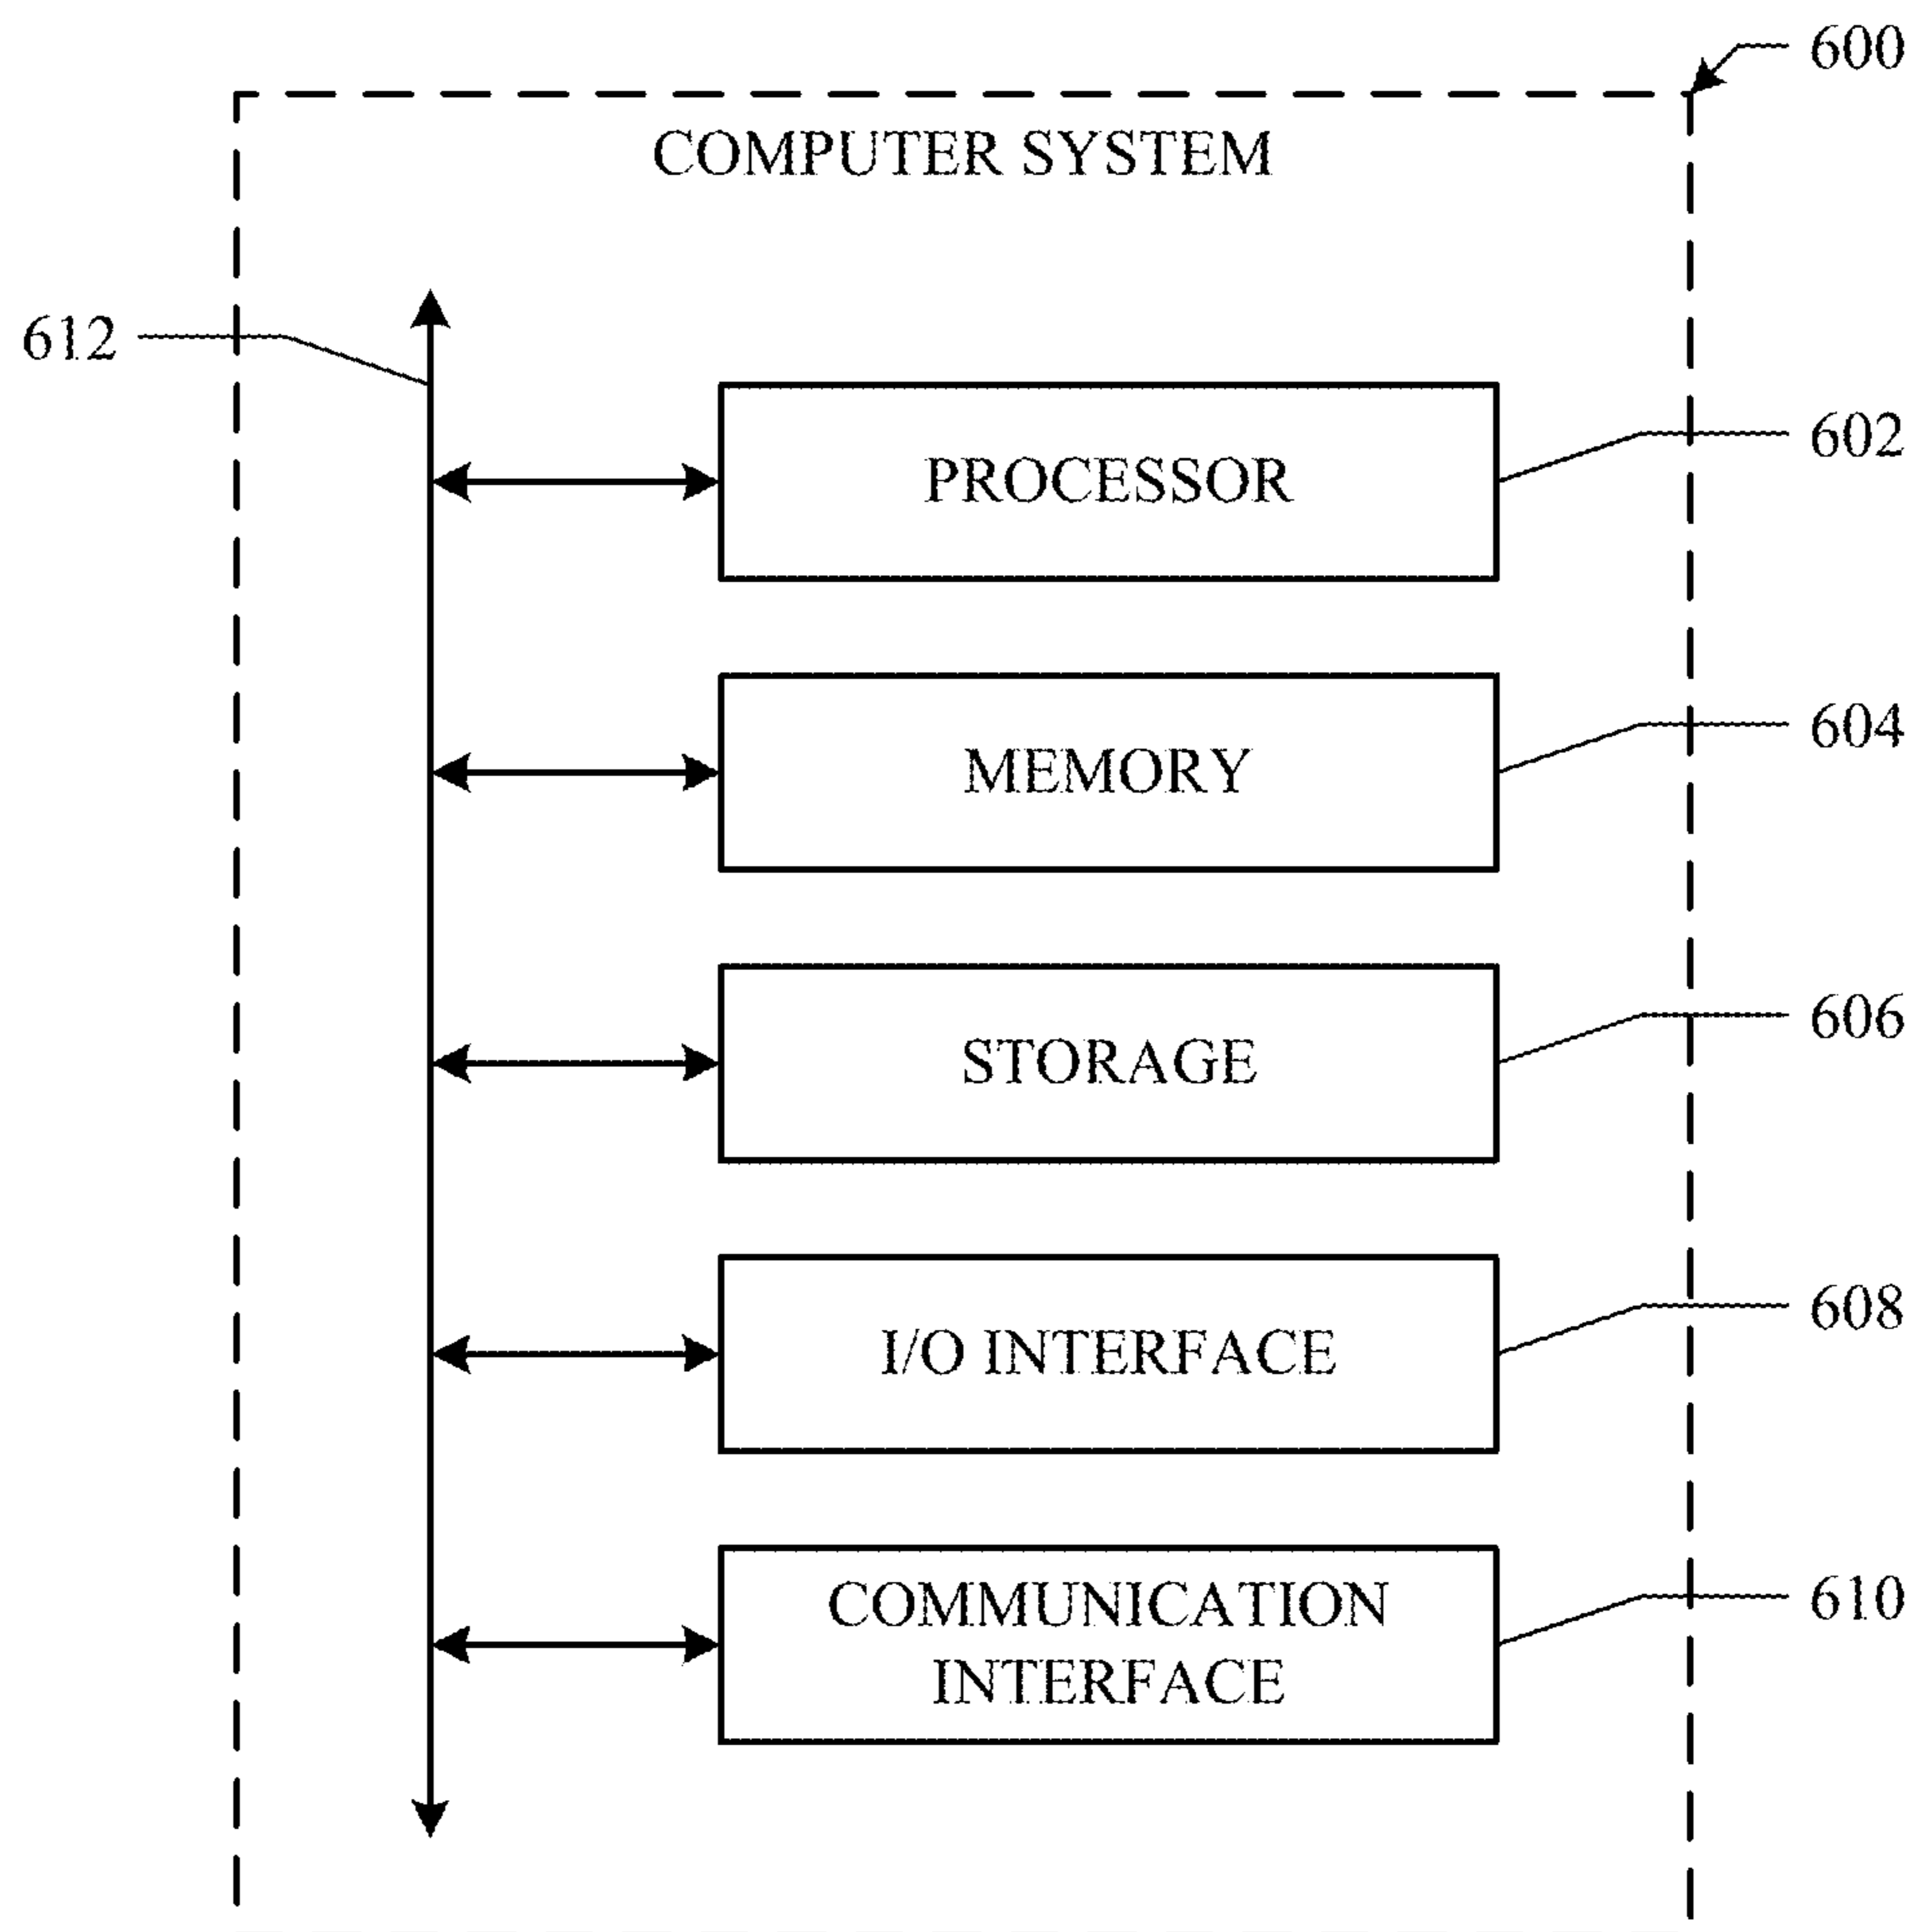 600
COMPUTER SYSTEM
612
602
PROCESSOR
604
MEMORY
606
STORAGE
608
I/O INTERFACE
610
COMMUNICATION
INTERFACE